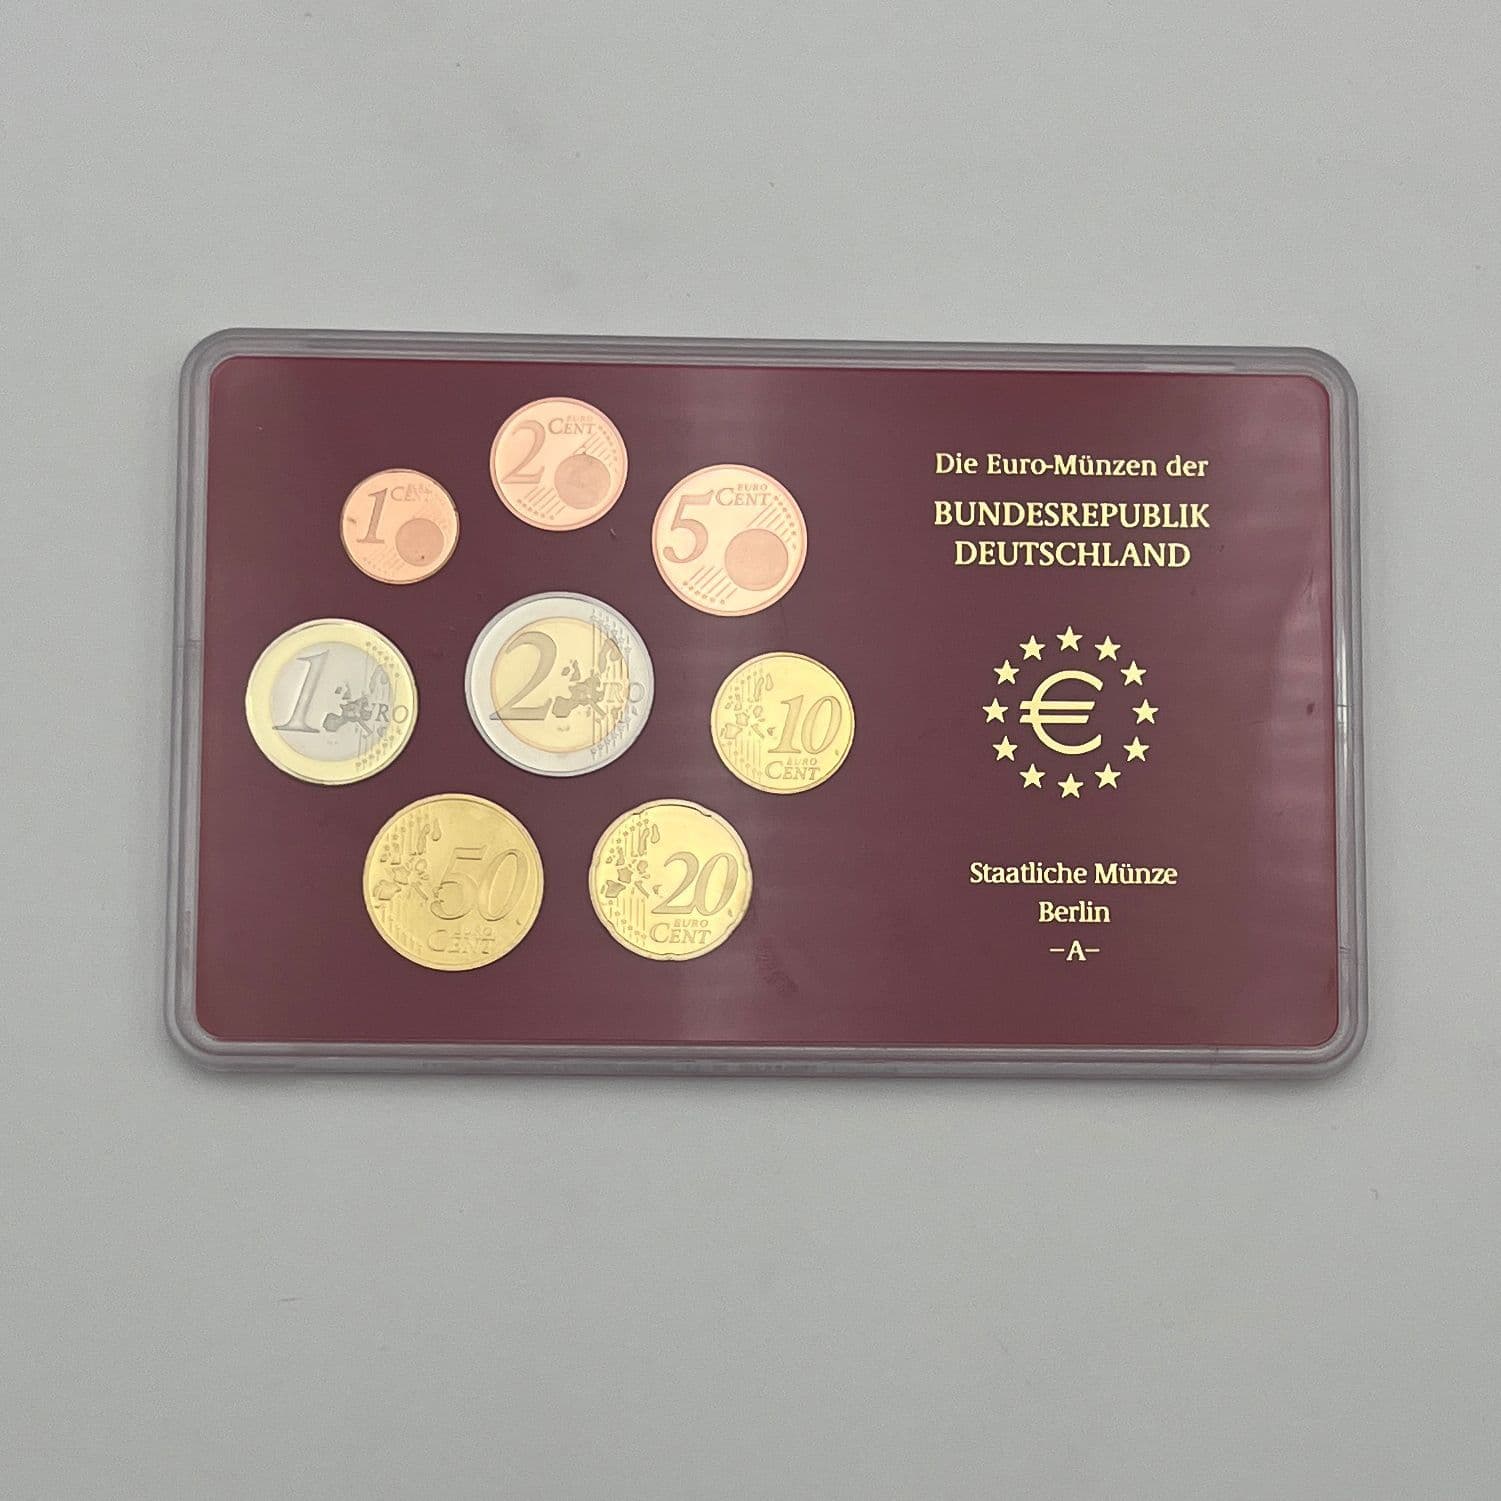 Die Euro-Münzen der
BUNDESREPUBLIK
DEUTSCHLAND
€
Staatliche Münze
Berlin
–A–
2 EURO
CENT
1 CENT
5 EURO
CENT
1 EURO
2 EURO
10 EURO
CENT
50 EURO
CENT
20 EURO
CENT